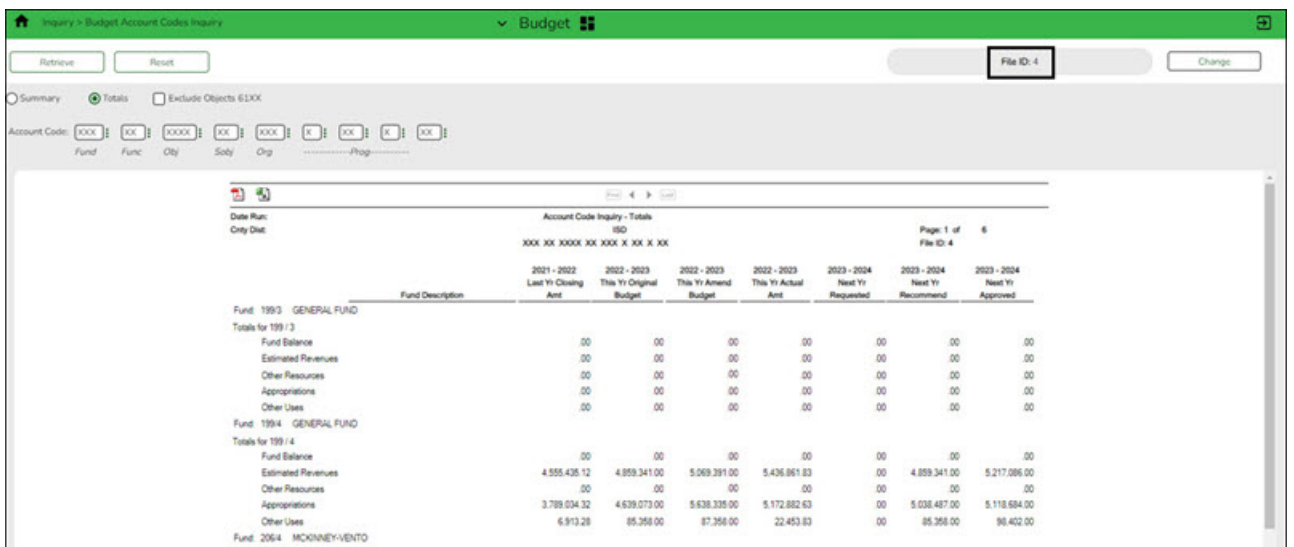 Inquiry > Budget Account Codes Inquiry
Budget
Retrieve Reset File ID: 4 Change
Summary Totals Exclude Objects 61XX
Account Code: XXX XX XXXX XX XXX X XX X XX
Fund Func Obj Sobj Org ------------Prog----------
First Last
Date Run: Account Code Inquiry - Totals
Cnty Dist: ISD Page: 1 of 6
XXX XX XXXX XX XXX X XX X XX File ID: 4
2021 - 2022 2022 - 2023 2022 - 2023 2022 - 2023 2023 - 2024 2023 - 2024 2023 - 2024
Last Yr Closing This Yr Original This Yr Amend This Yr Actual Next Yr Next Yr Next Yr
Fund Description Amt Budget Budget Amt Requested Recommend Approved
Fund: 199/3 GENERAL FUND
Totals for 199 / 3
Fund Balance .00 .00 .00 .00 .00 .00 .00
Estimated Revenues .00 .00 .00 .00 .00 .00 .00
Other Resources .00 .00 .00 .00 .00 .00 .00
Appropriations .00 .00 .00 .00 .00 .00 .00
Other Uses .00 .00 .00 .00 .00 .00 .00
Fund: 199/4 GENERAL FUND
Totals for 199 / 4
Fund Balance .00 .00 .00 .00 .00 .00 .00
Estimated Revenues 4,555,435.12 4,859,341.00 5,069,391.00 5,436,861.83 .00 4,859,341.00 5,217,086.00
Other Resources .00 .00 .00 .00 .00 .00 .00
Appropriations 3,789,034.32 4,639,073.00 5,638,335.00 5,172,882.63 .00 5,038,487.00 5,118,684.00
Other Uses 6,913.28 85,358.00 87,358.00 22,453.83 .00 85,358.00 98,402.00
Fund: 206/4 MCKINNEY-VENTO